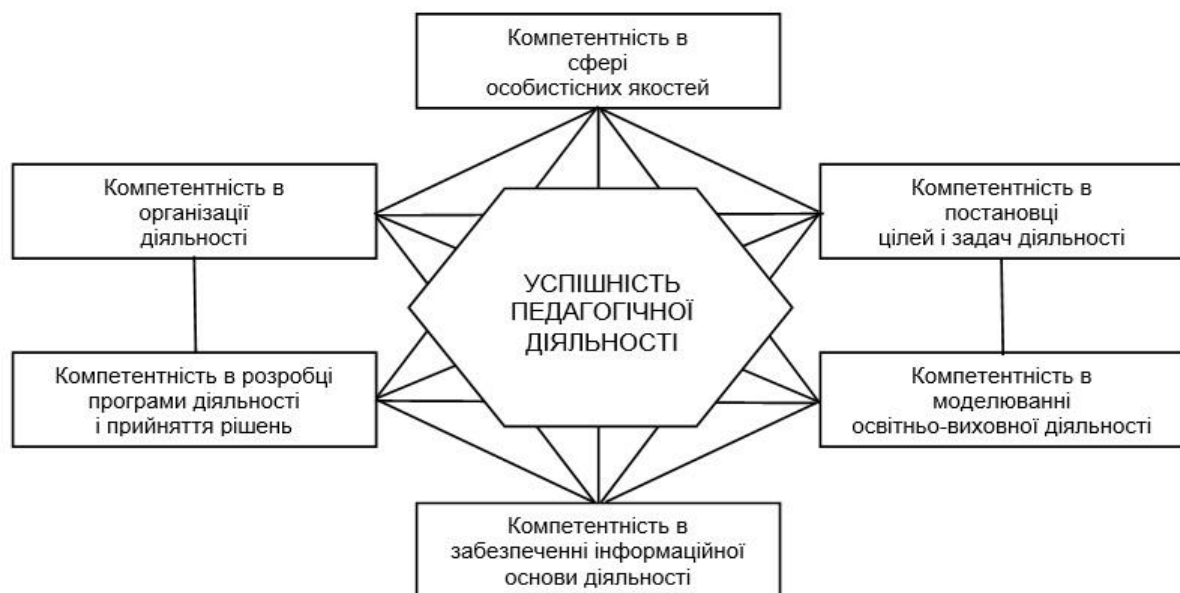 Компетентність в
сфері
особистісних якостей
Компетентність в
організації
діяльності
Компетентність в
постановці
цілей і задач діяльності
УСПІШНІСТЬ
ПЕДАГОГІЧНОЇ
ДІЯЛЬНОСТІ
Компетентність в розробці
програми діяльності
і прийняття рішень
Компетентність в
моделюванні
освітньо-виховної діяльності
Компетентність в
забезпеченні інформаційної
основи діяльності